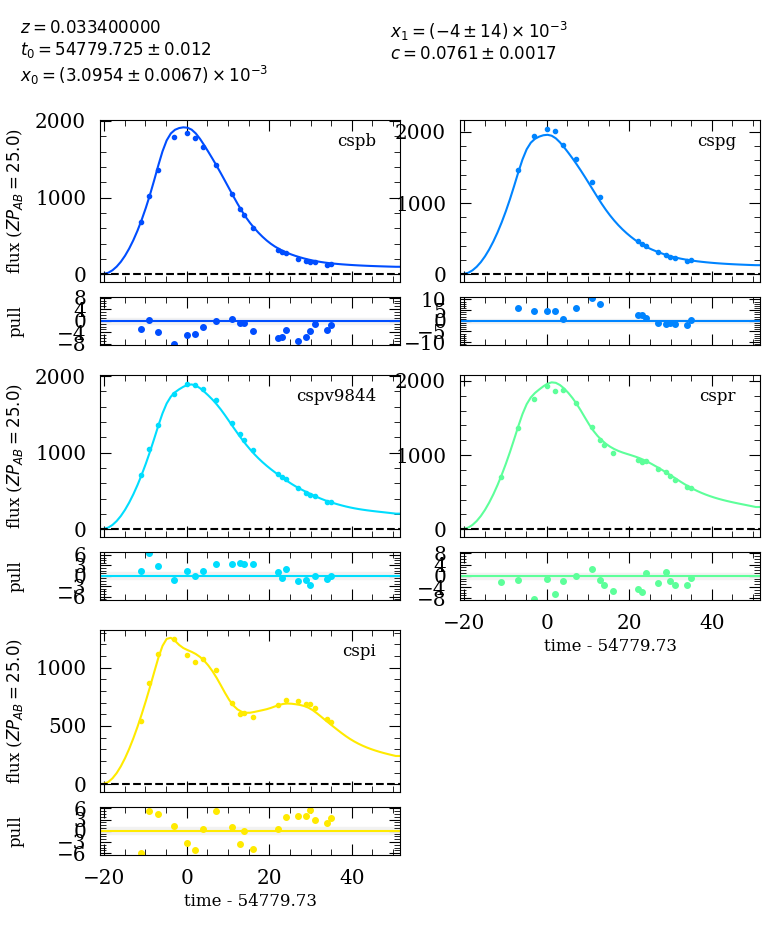 z = 0.033400000
t₀ = 54779.725 ± 0.012
x₀ = (3.0954 ± 0.0067) × 10⁻³
x₁ = (−4 ± 14) × 10⁻³
c = 0.0761 ± 0.0017
flux (ZP_AB = 25.0)
2000
1000
0
cspb
2000
1000
0
cspg
pull
8
4
0
−4
−8
10
5
0
−5
−10
flux (ZP_AB = 25.0)
2000
1000
0
cspv9844
2000
1000
0
cspr
pull
6
3
0
−3
−6
8
4
0
−4
−8
−20 0 20 40
time - 54779.73
flux (ZP_AB = 25.0)
1000
500
0
cspi
pull
6
3
0
−3
−6
−20 0 20 40
time - 54779.73